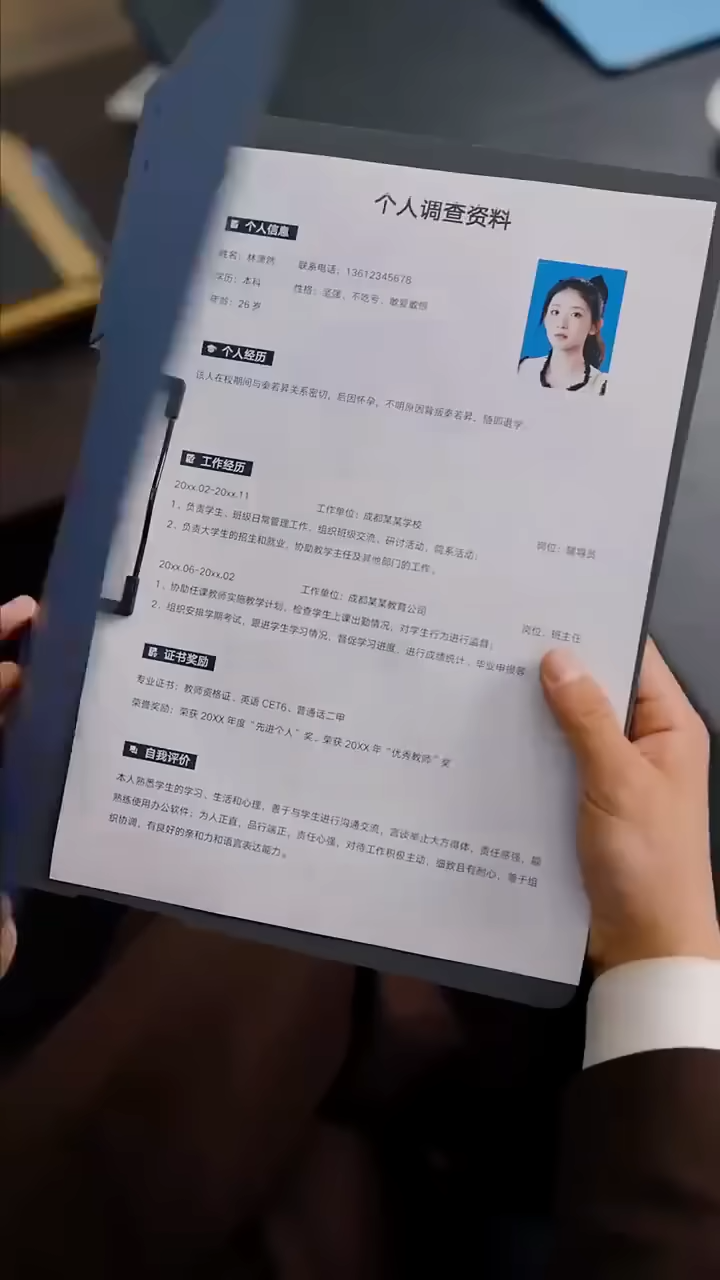 个人调查资料
个人信息
姓名：林潇然 联系电话：13612345678
学历：本科 性格：坚强、不吃亏、敢爱敢恨
年龄：26 岁
个人经历
该人在校期间与秦若昇关系密切，后因怀孕，不明原因背叛秦若昇，随即退学
工作经历
20xx.02-20xx.11 工作单位：成都某某学校 岗位：辅导员
1、负责学生、班级日常管理工作，组织班级交流、研讨活动，院系活动；
2、负责大学生的招生和就业，协助教学主任及其他部门的工作。
20xx.06-20xx.02 工作单位：成都某某教育公司 岗位：班主任
1、协助任课教师实施教学计划，检查学生上课出勤情况，对学生行为进行监督；
2、组织安排学期考试，跟进学生学习情况，督促学习进度，进行成绩统计、毕业申报等
证书奖励
专业证书：教师资格证、英语 CET6、普通话二甲
荣誉奖励：荣获 20XX 年度“先进个人”奖、荣获 20XX 年“优秀教师”奖
自我评价
本人熟悉学生的学习、生活和心理，善于与学生进行沟通交流，言谈举止大方得体，责任感强，能
熟练使用办公软件，为人正直，品行端正，责任心强，对待工作积极主动，细致且有耐心，善于组
织协调，有良好的亲和力和语言表达能力。